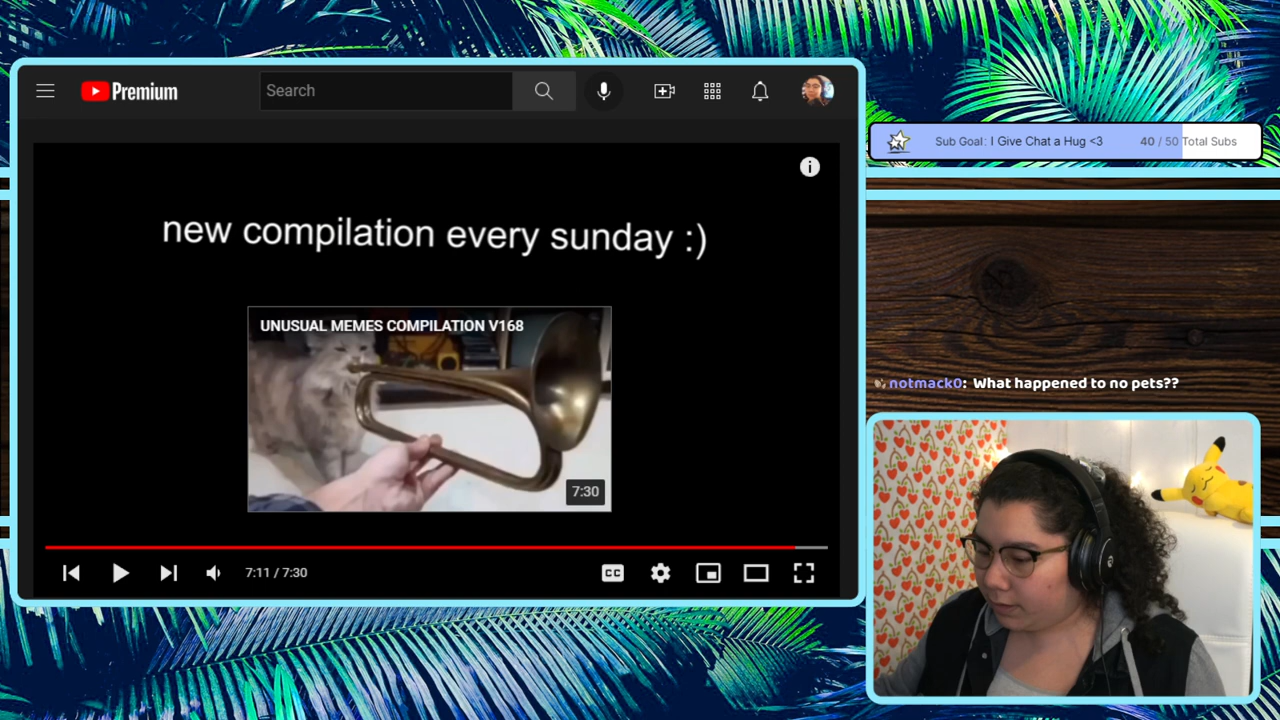 Premium
Search
Sub Goal: I Give Chat a Hug <3
40 / 50 Total Subs
new compilation every sunday :)
UNUSUAL MEMES COMPILATION V168
7:30
notmack0: What happened to no pets??
7:11 / 7:30
CC